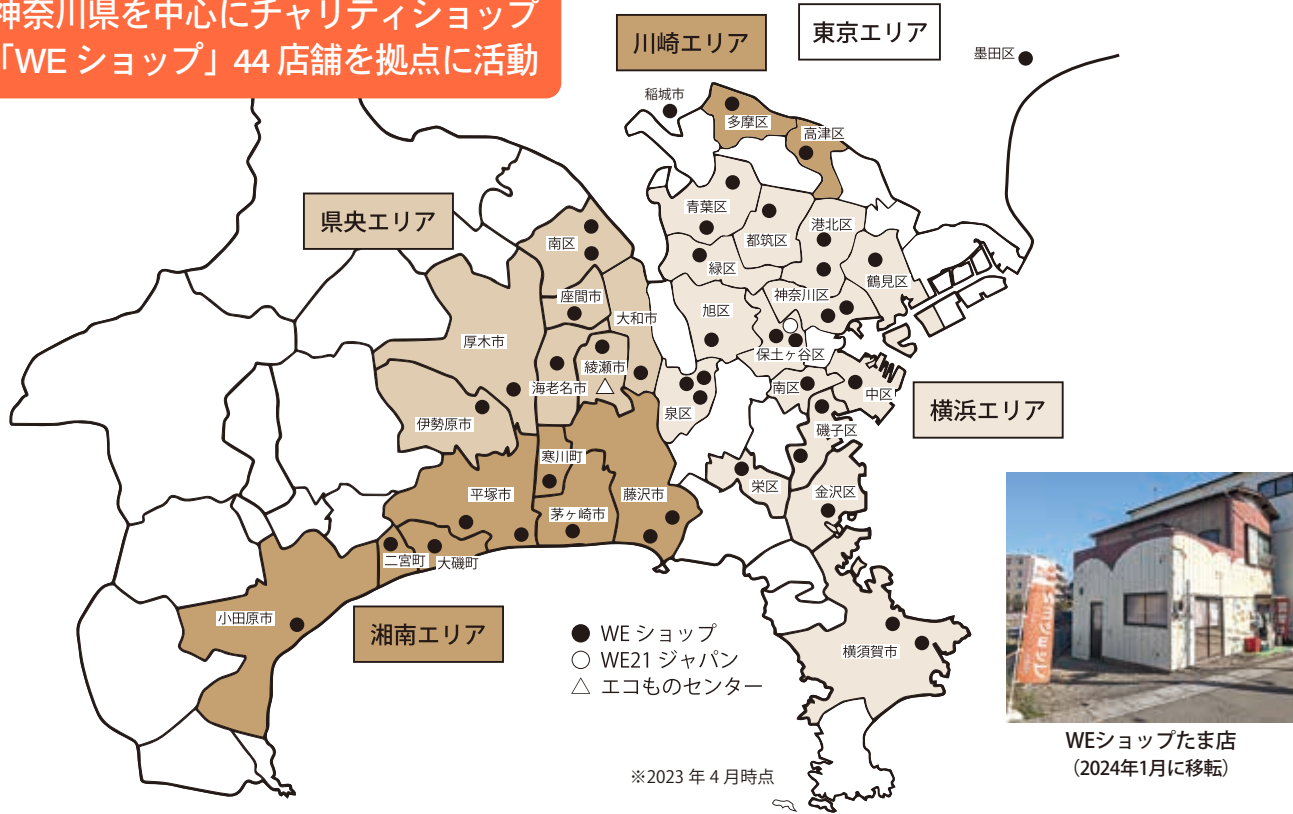 神奈川県を中心にチャリティショップ
「WE ショップ」44 店舗を拠点に活動
川崎エリア
東京エリア
墨田区
稲城市
多摩区
高津区
県央エリア
青葉区
港北区
都筑区
南区
緑区
鶴見区
座間市
神奈川区
大和市
旭区
厚木市
保土ヶ谷区
綾瀬市
海老名市
南区
中区
泉区
横浜エリア
伊勢原市
磯子区
寒川町
栄区
金沢区
平塚市
藤沢市
茅ヶ崎市
二宮町
大磯町
小田原市
湘南エリア
● WE ショップ
○ WE21 ジャパン
△ エコものセンター
横須賀市
WEショップたま店
（2024年1月に移転）
※2023 年 4 月時点